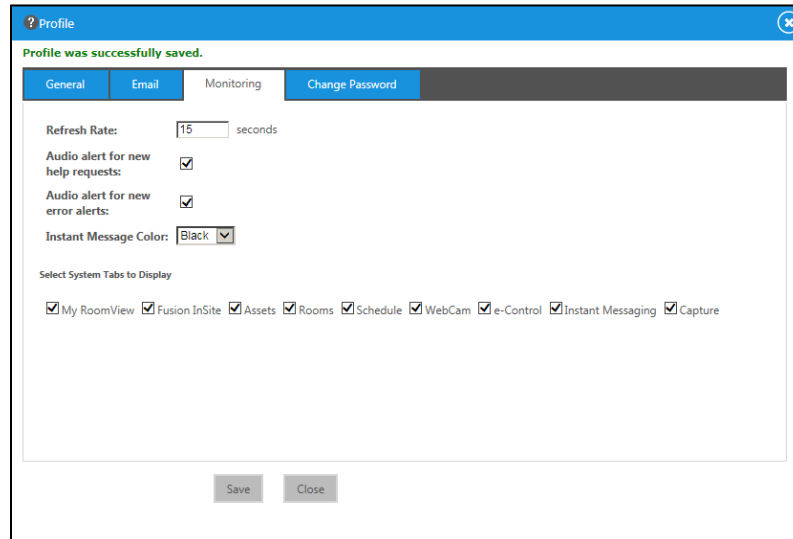 ? Profile
Profile was successfully saved.
General Email Monitoring Change Password
Refresh Rate: 15 seconds
Audio alert for new
help requests:
Audio alert for new
error alerts:
Instant Message Color: Black
Select System Tabs to Display
My RoomView Fusion InSite Assets Rooms Schedule WebCam e-Control Instant Messaging Capture
Save Close